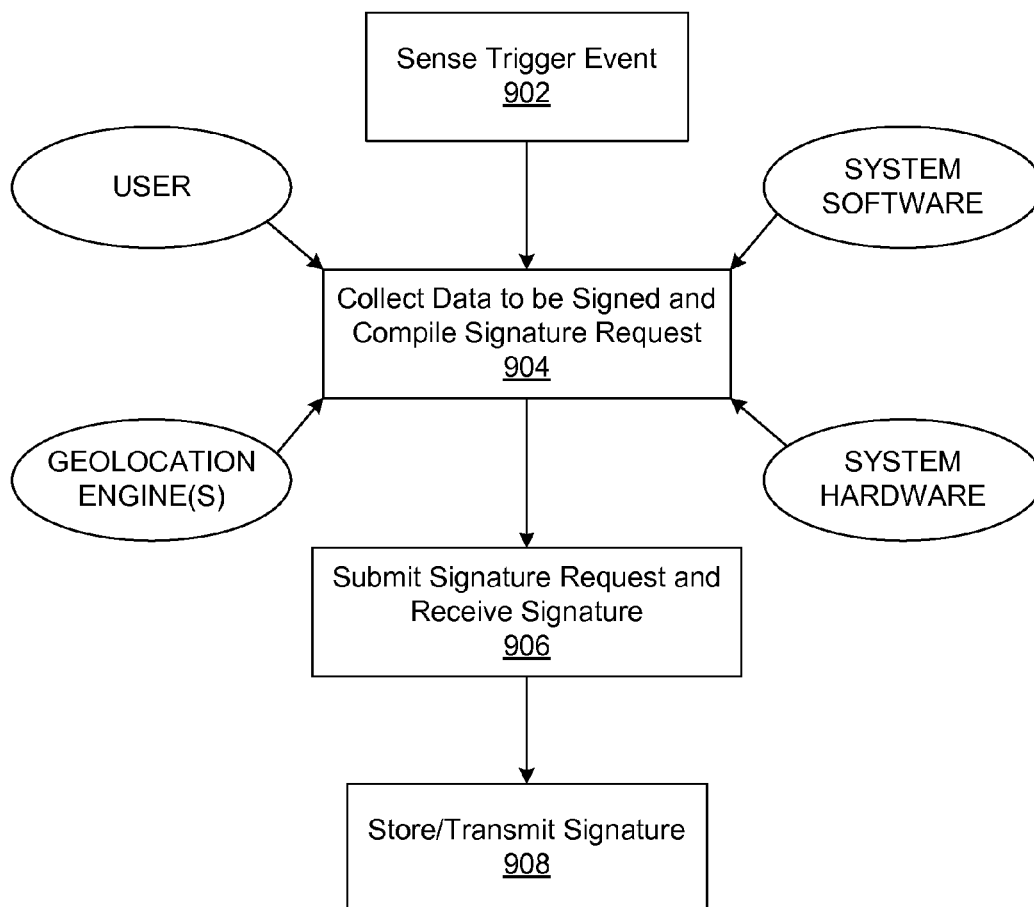 Sense Trigger Event
902
USER
SYSTEM
SOFTWARE
Collect Data to be Signed and
Compile Signature Request
904
GEOLOCATION
ENGINE(S)
SYSTEM
HARDWARE
Submit Signature Request and
Receive Signature
906
Store/Transmit Signature
908